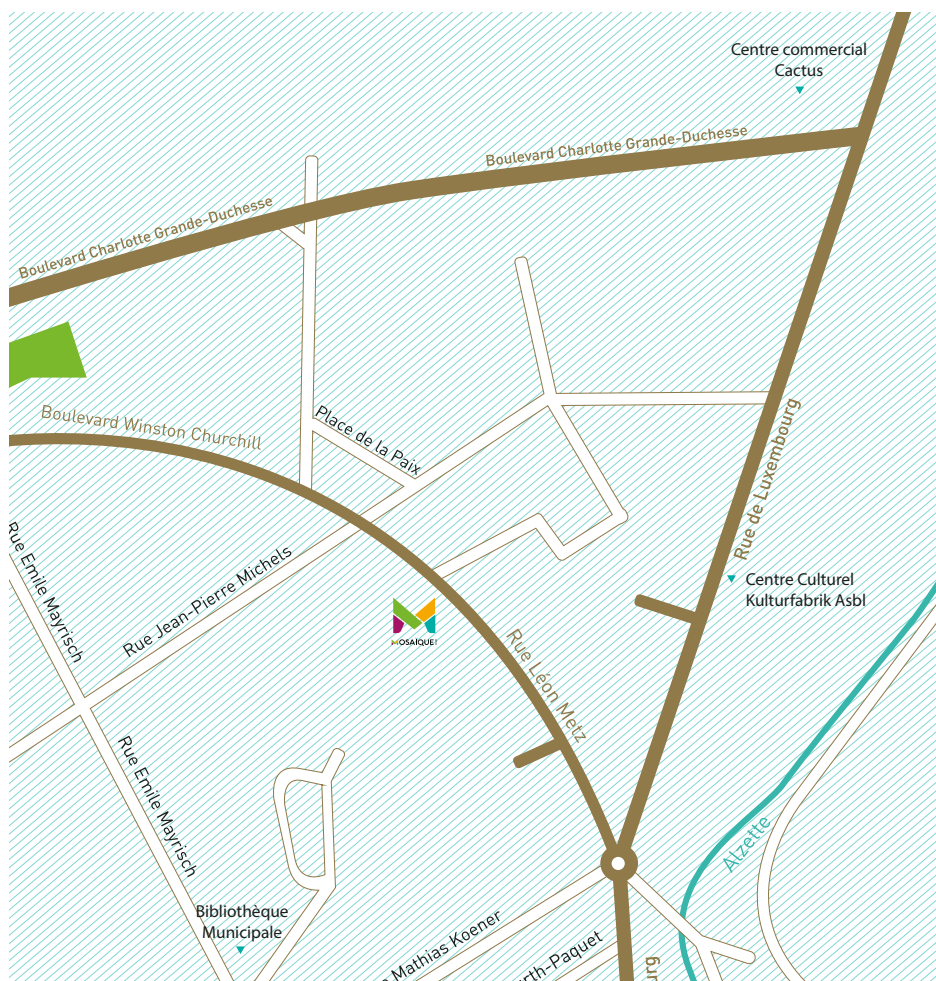 Centre commercial
Cactus
Boulevard Charlotte Grande-Duchesse
Boulevard Charlotte Grande-Duchesse
Boulevard Winston Churchill
Place de la Paix
Rue de Luxembourg
Rue Emile Mayrisch
Rue Jean-Pierre Michels
Centre Culturel
Kulturfabrik Asbl
MOSAÏQUE
Rue Léon Metz
Rue Emile Mayrisch
Alzette
Bibliothèque
Municipale
Mathias Koener